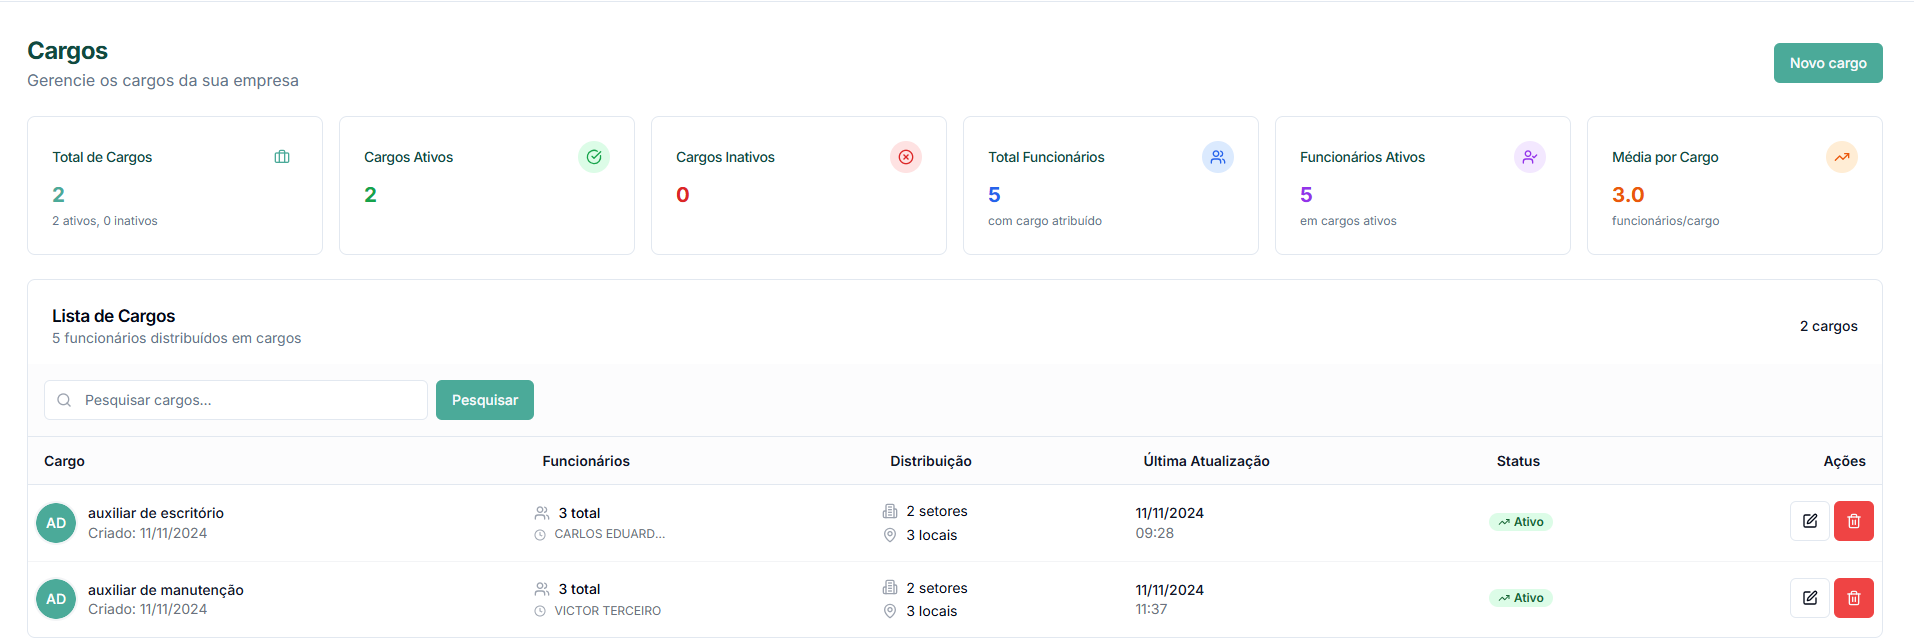 Cargos
Gerencie os cargos da sua empresa
Novo cargo
Total de Cargos
2
2 ativos, 0 inativos
Cargos Ativos
2
Cargos Inativos
0
Total Funcionários
5
com cargo atribuído
Funcionários Ativos
5
em cargos ativos
Média por Cargo
3.0
funcionários/cargo
Lista de Cargos
5 funcionários distribuídos em cargos
2 cargos
Pesquisar cargos...
Pesquisar
Cargo Funcionários Distribuição Última Atualização Status Ações
AD
auxiliar de escritório
Criado: 11/11/2024
3 total
CARLOS EDUARD...
2 setores
3 locais
11/11/2024
09:28
Ativo
AD
auxiliar de manutenção
Criado: 11/11/2024
3 total
VICTOR TERCEIRO
2 setores
3 locais
11/11/2024
11:37
Ativo